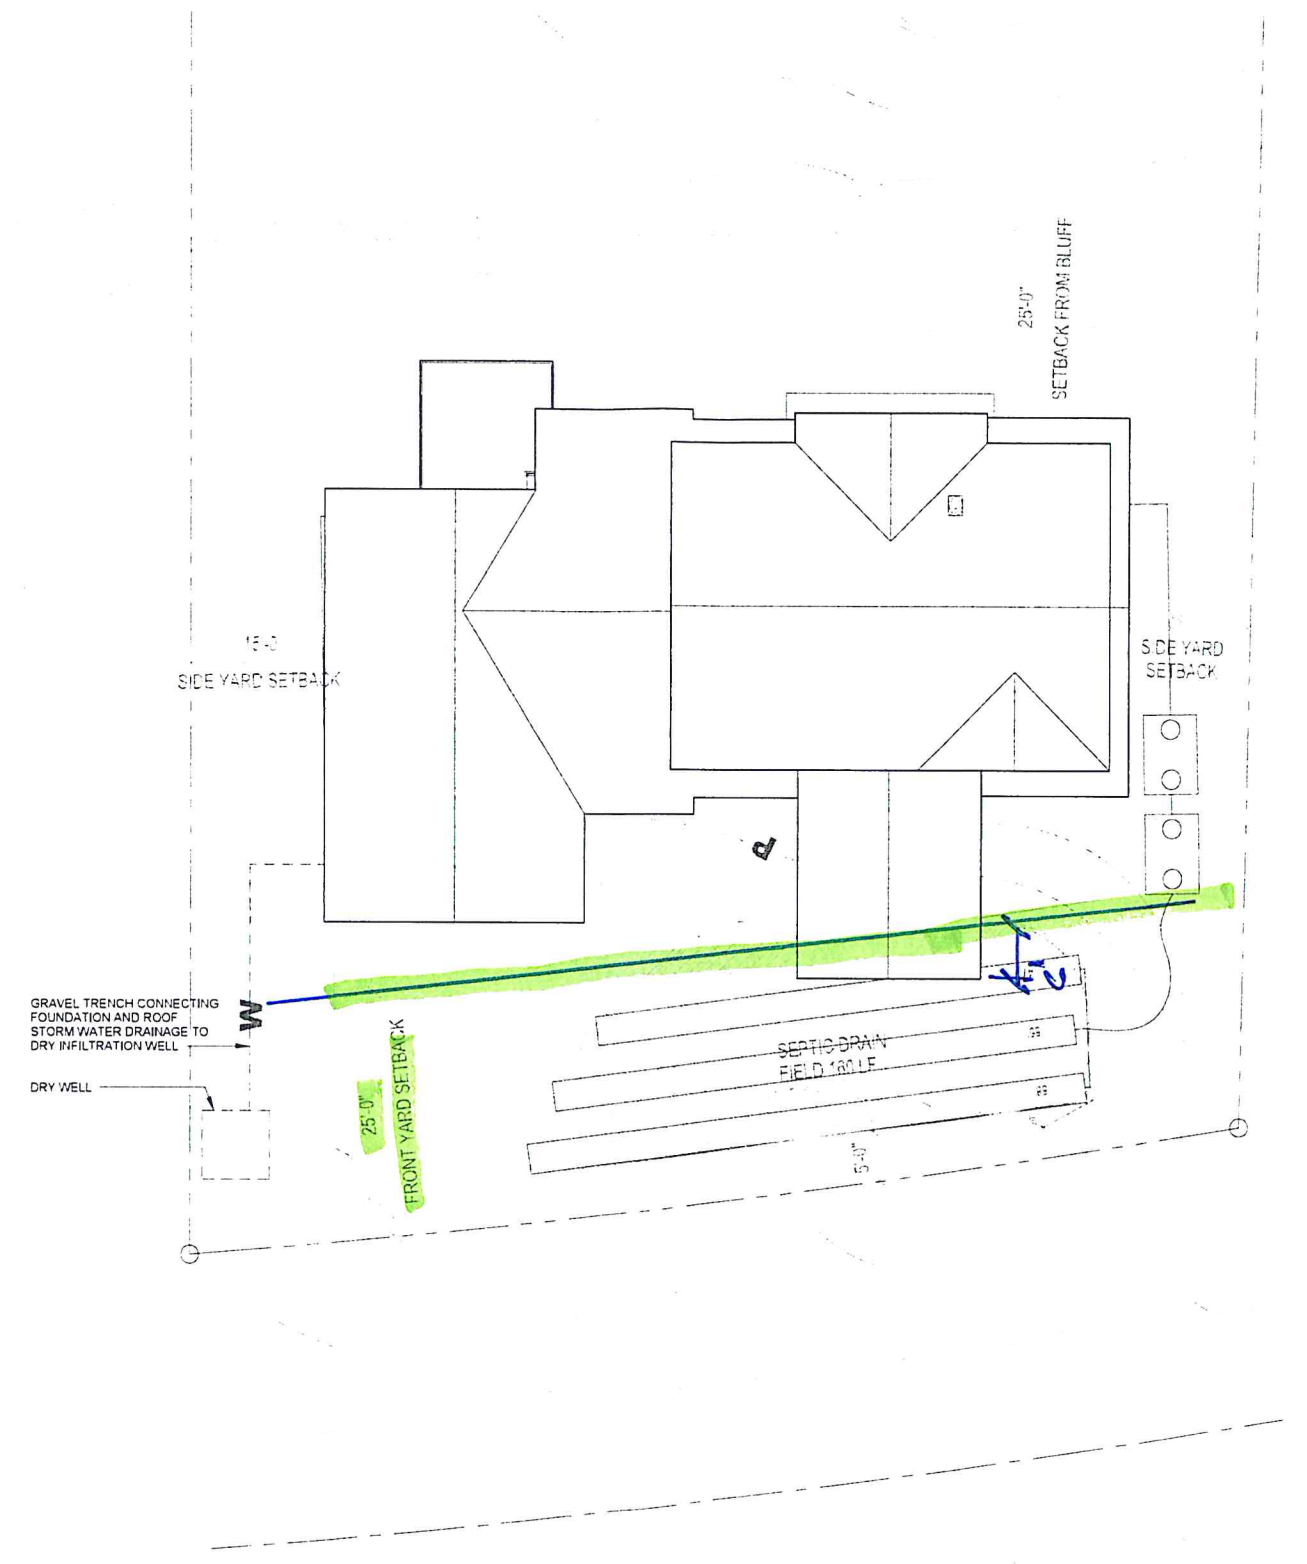 25'-0"
SETBACK FROM BLUFF
15'-0
SIDE YARD SETBACK
SIDE YARD
SETBACK
P
W
GRAVEL TRENCH CONNECTING
FOUNDATION AND ROOF
STORM WATER DRAINAGE TO
DRY INFILTRATION WELL
DRY WELL
25'-0"
FRONT YARD SETBACK
SEPTIC DRAIN
FIELD 180 LF
5'-0"